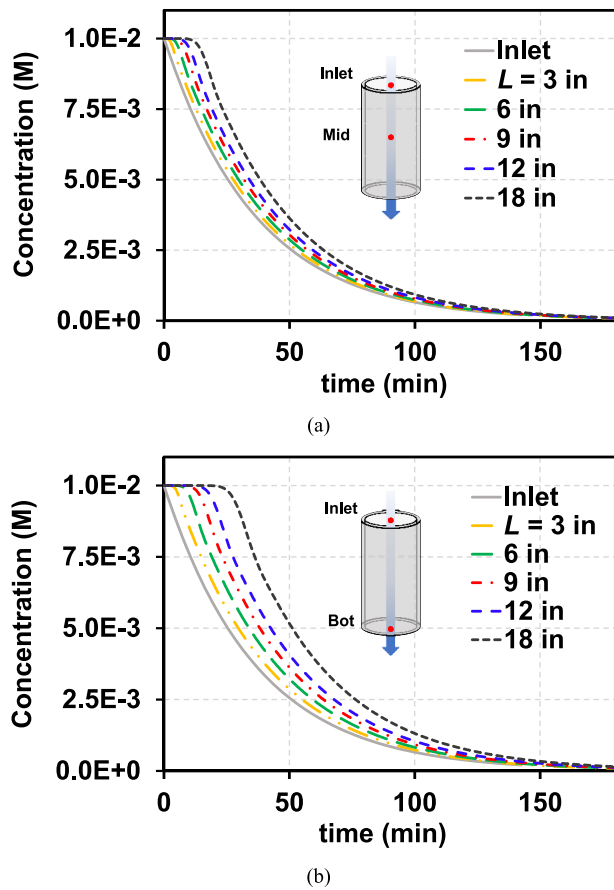 1.0E-2
7.5E-3
5.0E-3
2.5E-3
0.0E+0
Concentration (M)
0
50
100
150
time (min)
Inlet
Mid
Inlet
L = 3 in
6 in
9 in
12 in
18 in
(a)
1.0E-2
7.5E-3
5.0E-3
2.5E-3
0.0E+0
Concentration (M)
0
50
100
150
time (min)
Inlet
Bot
Inlet
L = 3 in
6 in
9 in
12 in
18 in
(b)